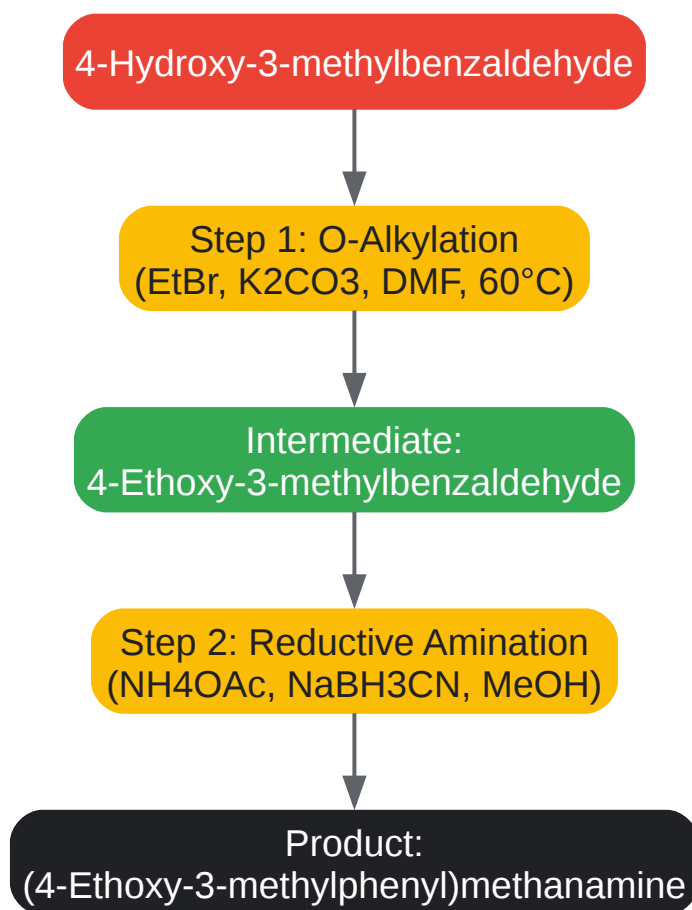 4-Hydroxy-3-methylbenzaldehyde
Step 1: O-Alkylation
(EtBr, K2CO3, DMF, 60°C)
Intermediate:
4-Ethoxy-3-methylbenzaldehyde
Step 2: Reductive Amination
(NH4OAc, NaBH3CN, MeOH)
Product:
(4-Ethoxy-3-methylphenyl)methanamine